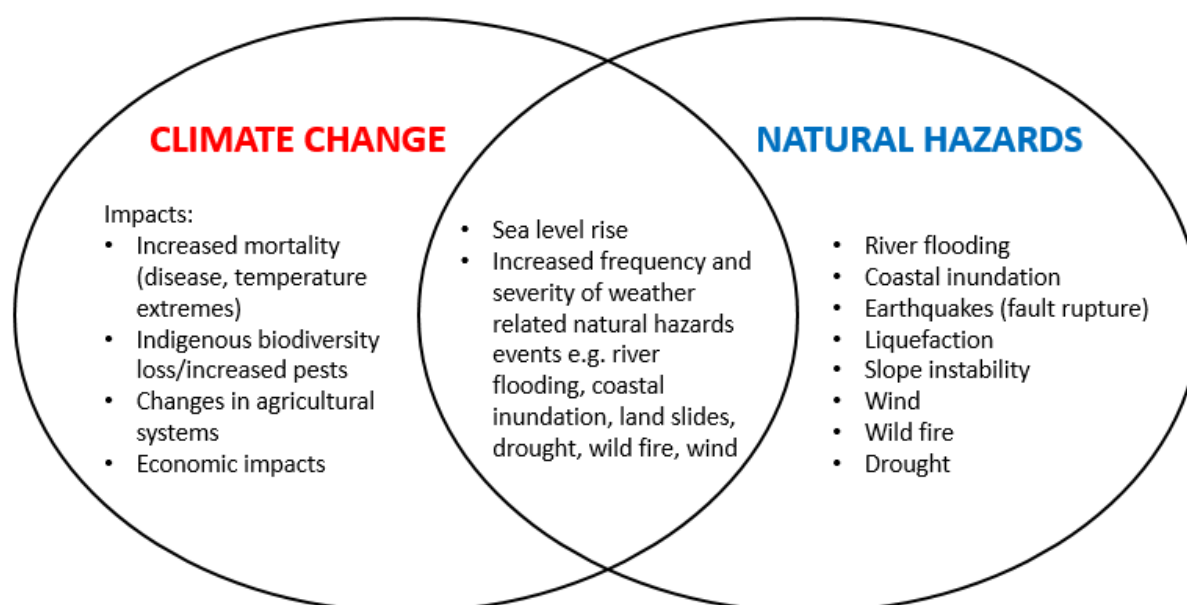 CLIMATE CHANGE
Impacts:
• Increased mortality
(disease, temperature
extremes)
• Indigenous biodiversity
loss/increased pests
• Changes in agricultural
systems
• Economic impacts
• Sea level rise
• Increased frequency and
severity of weather
related natural hazards
events e.g. river
flooding, coastal
inundation, land slides,
drought, wild fire, wind
NATURAL HAZARDS
• River flooding
• Coastal inundation
• Earthquakes (fault rupture)
• Liquefaction
• Slope instability
• Wind
• Wild fire
• Drought